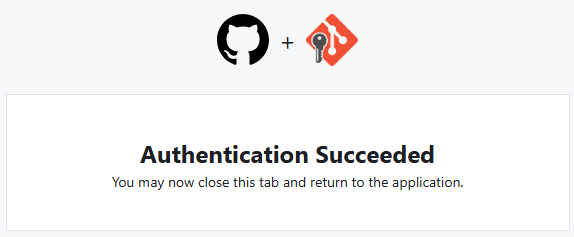 +
Authentication Succeeded
You may now close this tab and return to the application.